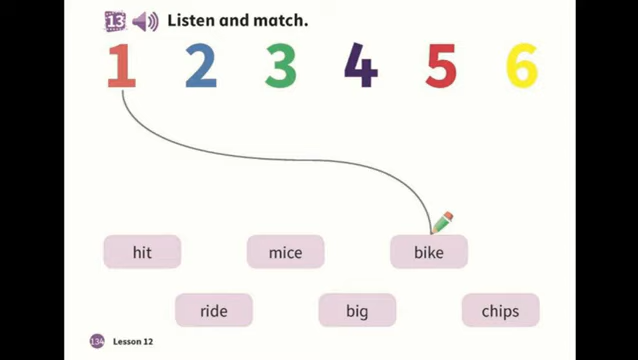 13 Listen and match.
1 2 3 4 5 6
hit mice bike
ride big chips
134 Lesson 12